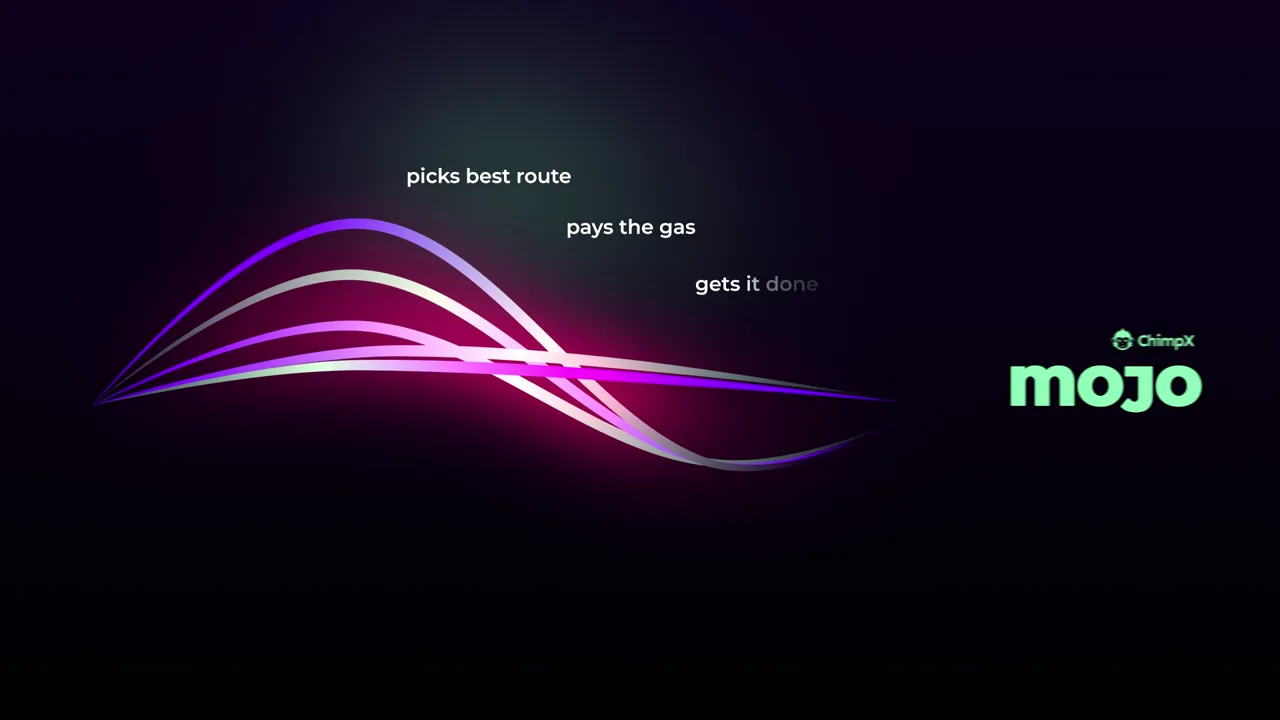 picks best route
pays the gas
gets it done
ChimpX
mojo